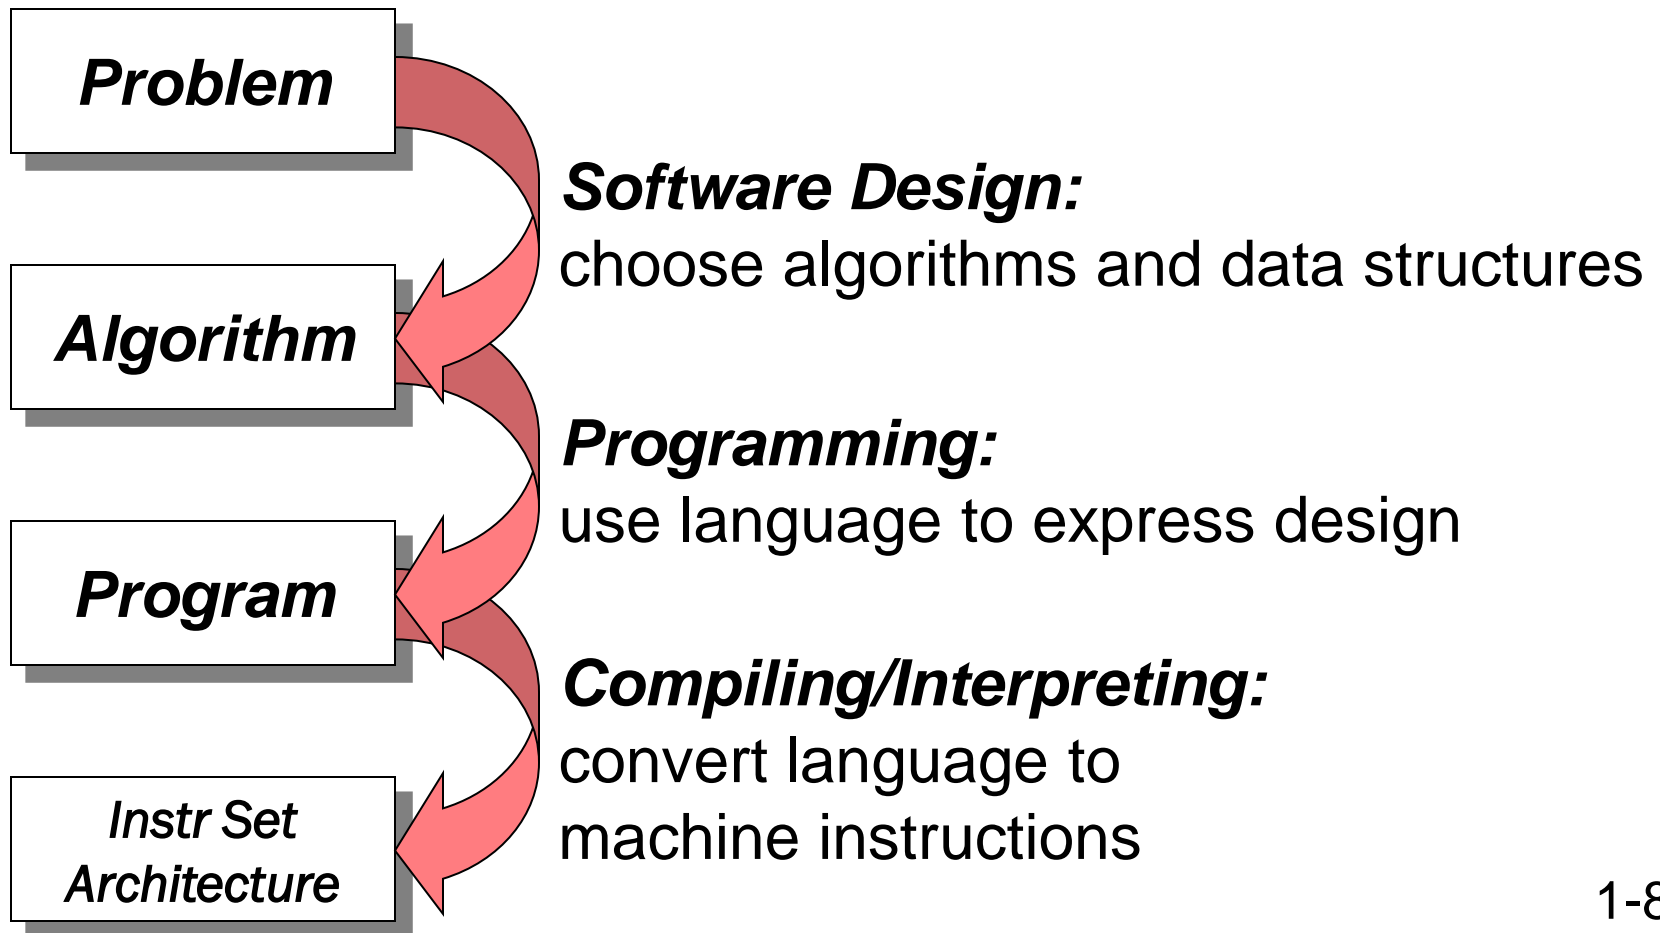 Problem
Software Design:
choose algorithms and data structures
Algorithm
Programming:
use language to express design
Program
Compiling/Interpreting:
convert language to
machine instructions
Instr Set
Architecture
1-8